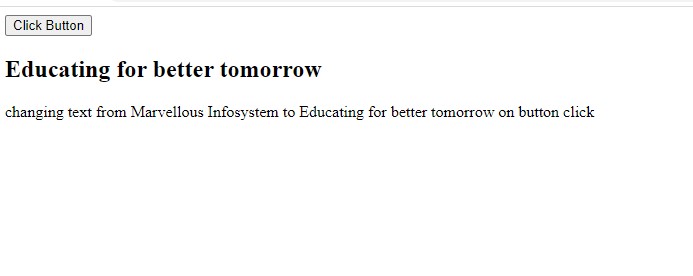 Click Button
Educating for better tomorrow
changing text from Marvellous Infosystem to Educating for better tomorrow on button click